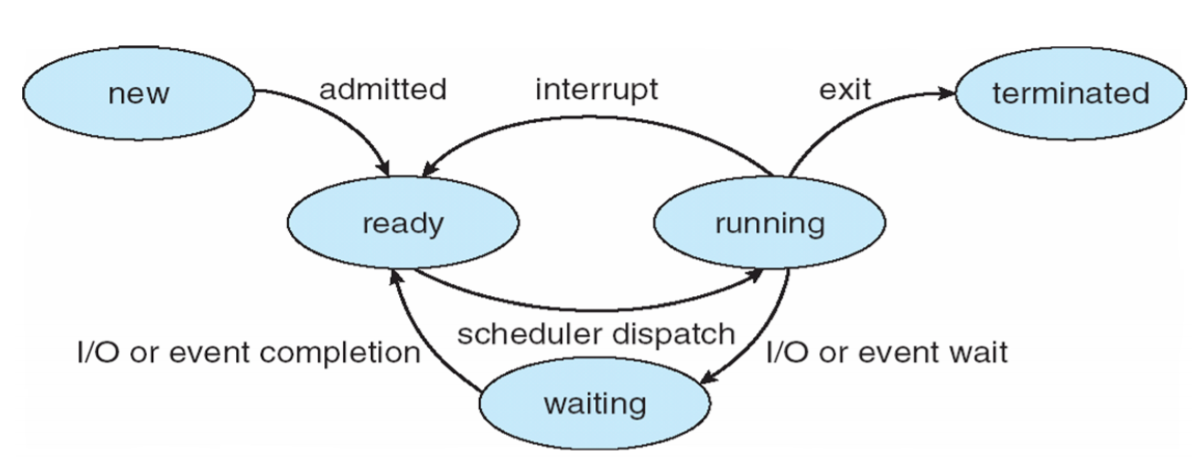 new
admitted
interrupt
exit
terminated
ready
running
scheduler dispatch
I/O or event completion
I/O or event wait
waiting